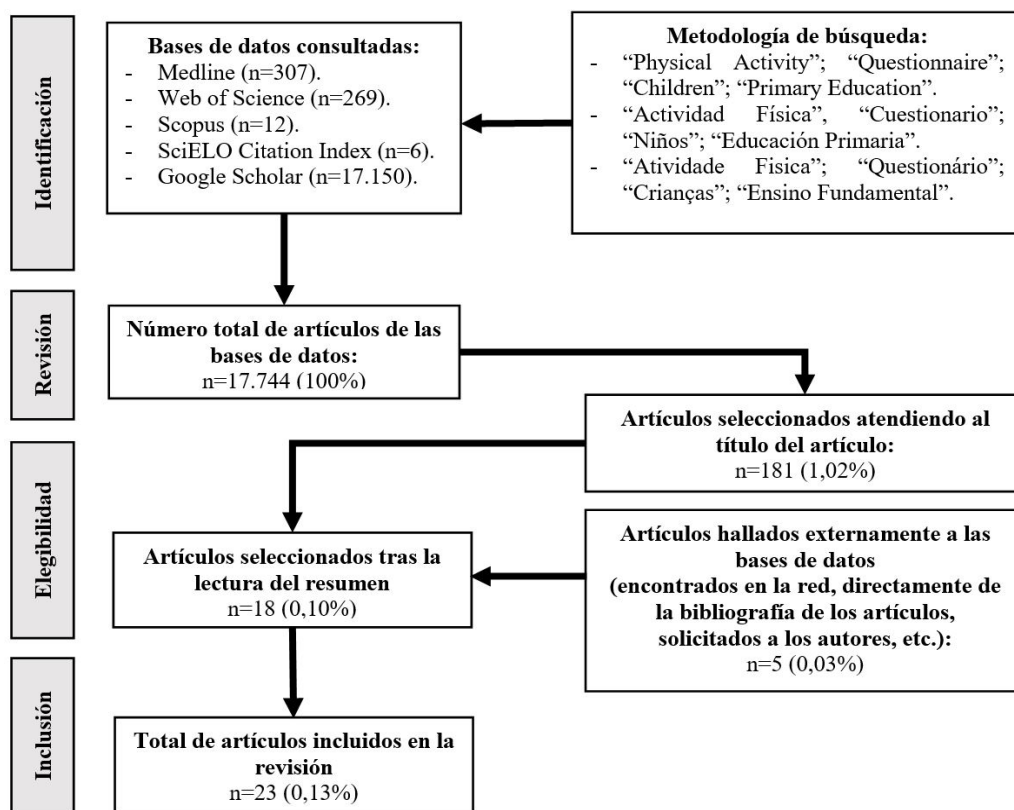 Identificación
Bases de datos consultadas:
- Medline (n=307).
- Web of Science (n=269).
- Scopus (n=12).
- SciELO Citation Index (n=6).
- Google Scholar (n=17.150).
Metodología de búsqueda:
- “Physical Activity”; “Questionnaire”;
“Children”; “Primary Education”.
- “Actividad Física”, “Cuestionario”;
“Niños”; “Educación Primaria”.
- “Atividade Fisica”; “Questionário”;
“Crianças”; “Ensino Fundamental”.
Revisión
Número total de artículos de las
bases de datos:
n=17.744 (100%)
Artículos seleccionados atendiendo al
título del artículo:
n=181 (1,02%)
Elegibilidad
Artículos seleccionados tras la
lectura del resumen
n=18 (0,10%)
Artículos hallados externamente a las
bases de datos
(encontrados en la red, directamente de
la bibliografía de los artículos,
solicitados a los autores, etc.):
n=5 (0,03%)
Inclusión
Total de artículos incluidos en la
revisión
n=23 (0,13%)